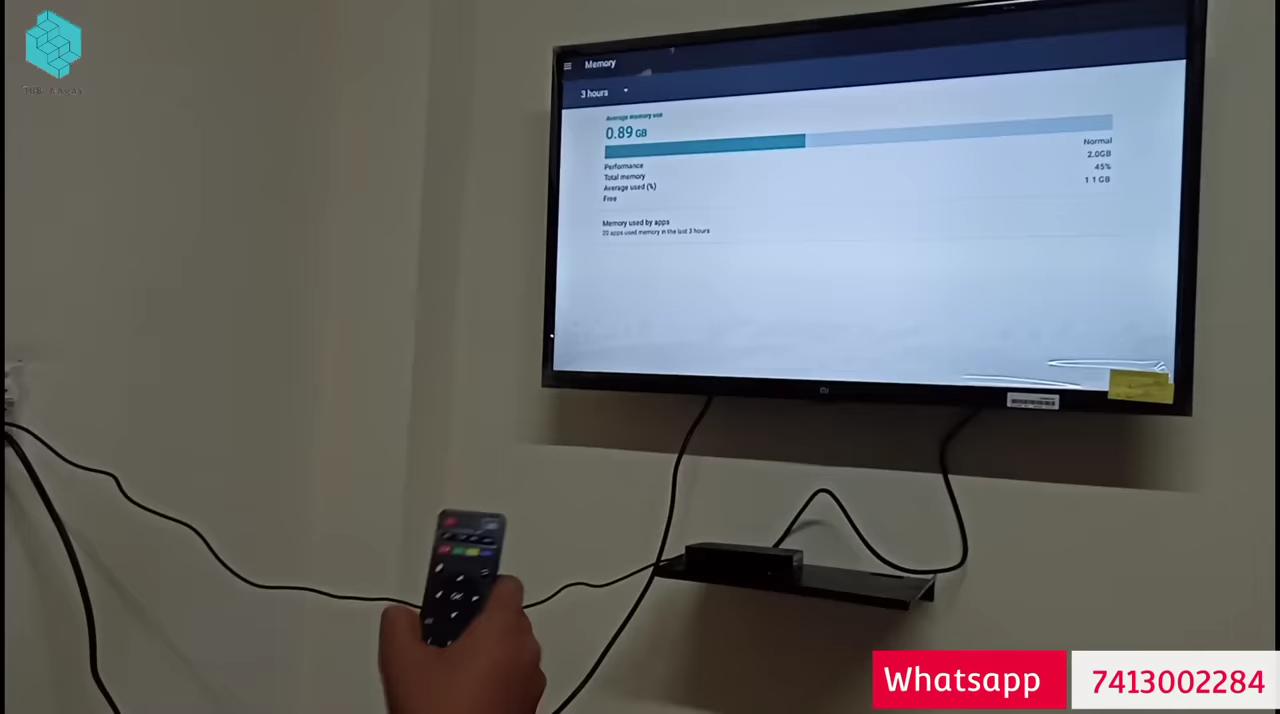 Memory
3 hours
Average memory use
0.89 GB
Performance Normal
Total memory 2.0GB
Average used (%) 45%
Free 1 1 GB
Memory used by apps
20 apps used memory in the last 3 hours
mi
Whatsapp 7413002284